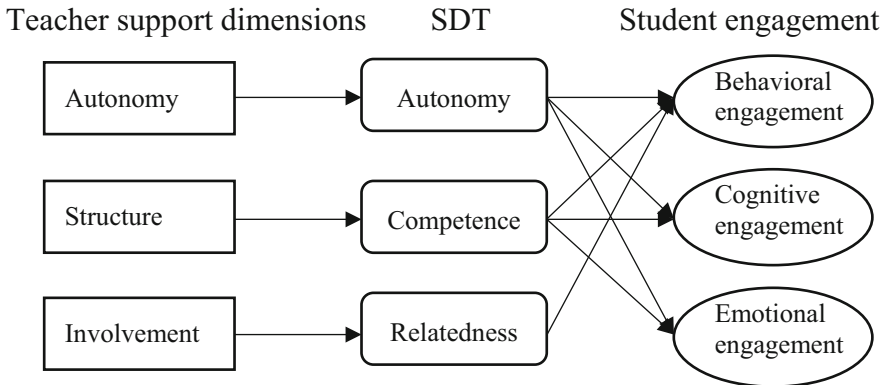 Teacher support dimensions SDT Student engagement
Autonomy Autonomy Behavioral
engagement
Structure Competence Cognitive
engagement
Involvement Relatedness Emotional
engagement